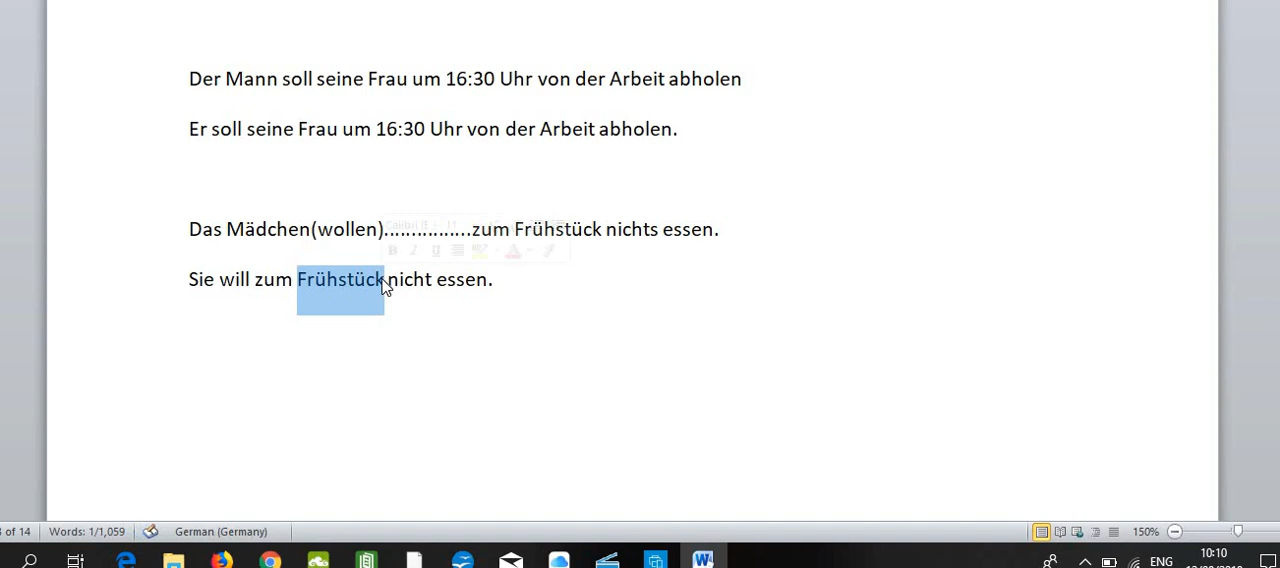 Der Mann soll seine Frau um 16:30 Uhr von der Arbeit abholen
Er soll seine Frau um 16:30 Uhr von der Arbeit abholen.
Das Mädchen(wollen)................zum Frühstück nichts essen.
Sie will zum Frühstück nicht essen.
of 14 Words: 1/1,059 German (Germany) 150%
ENG 10:10